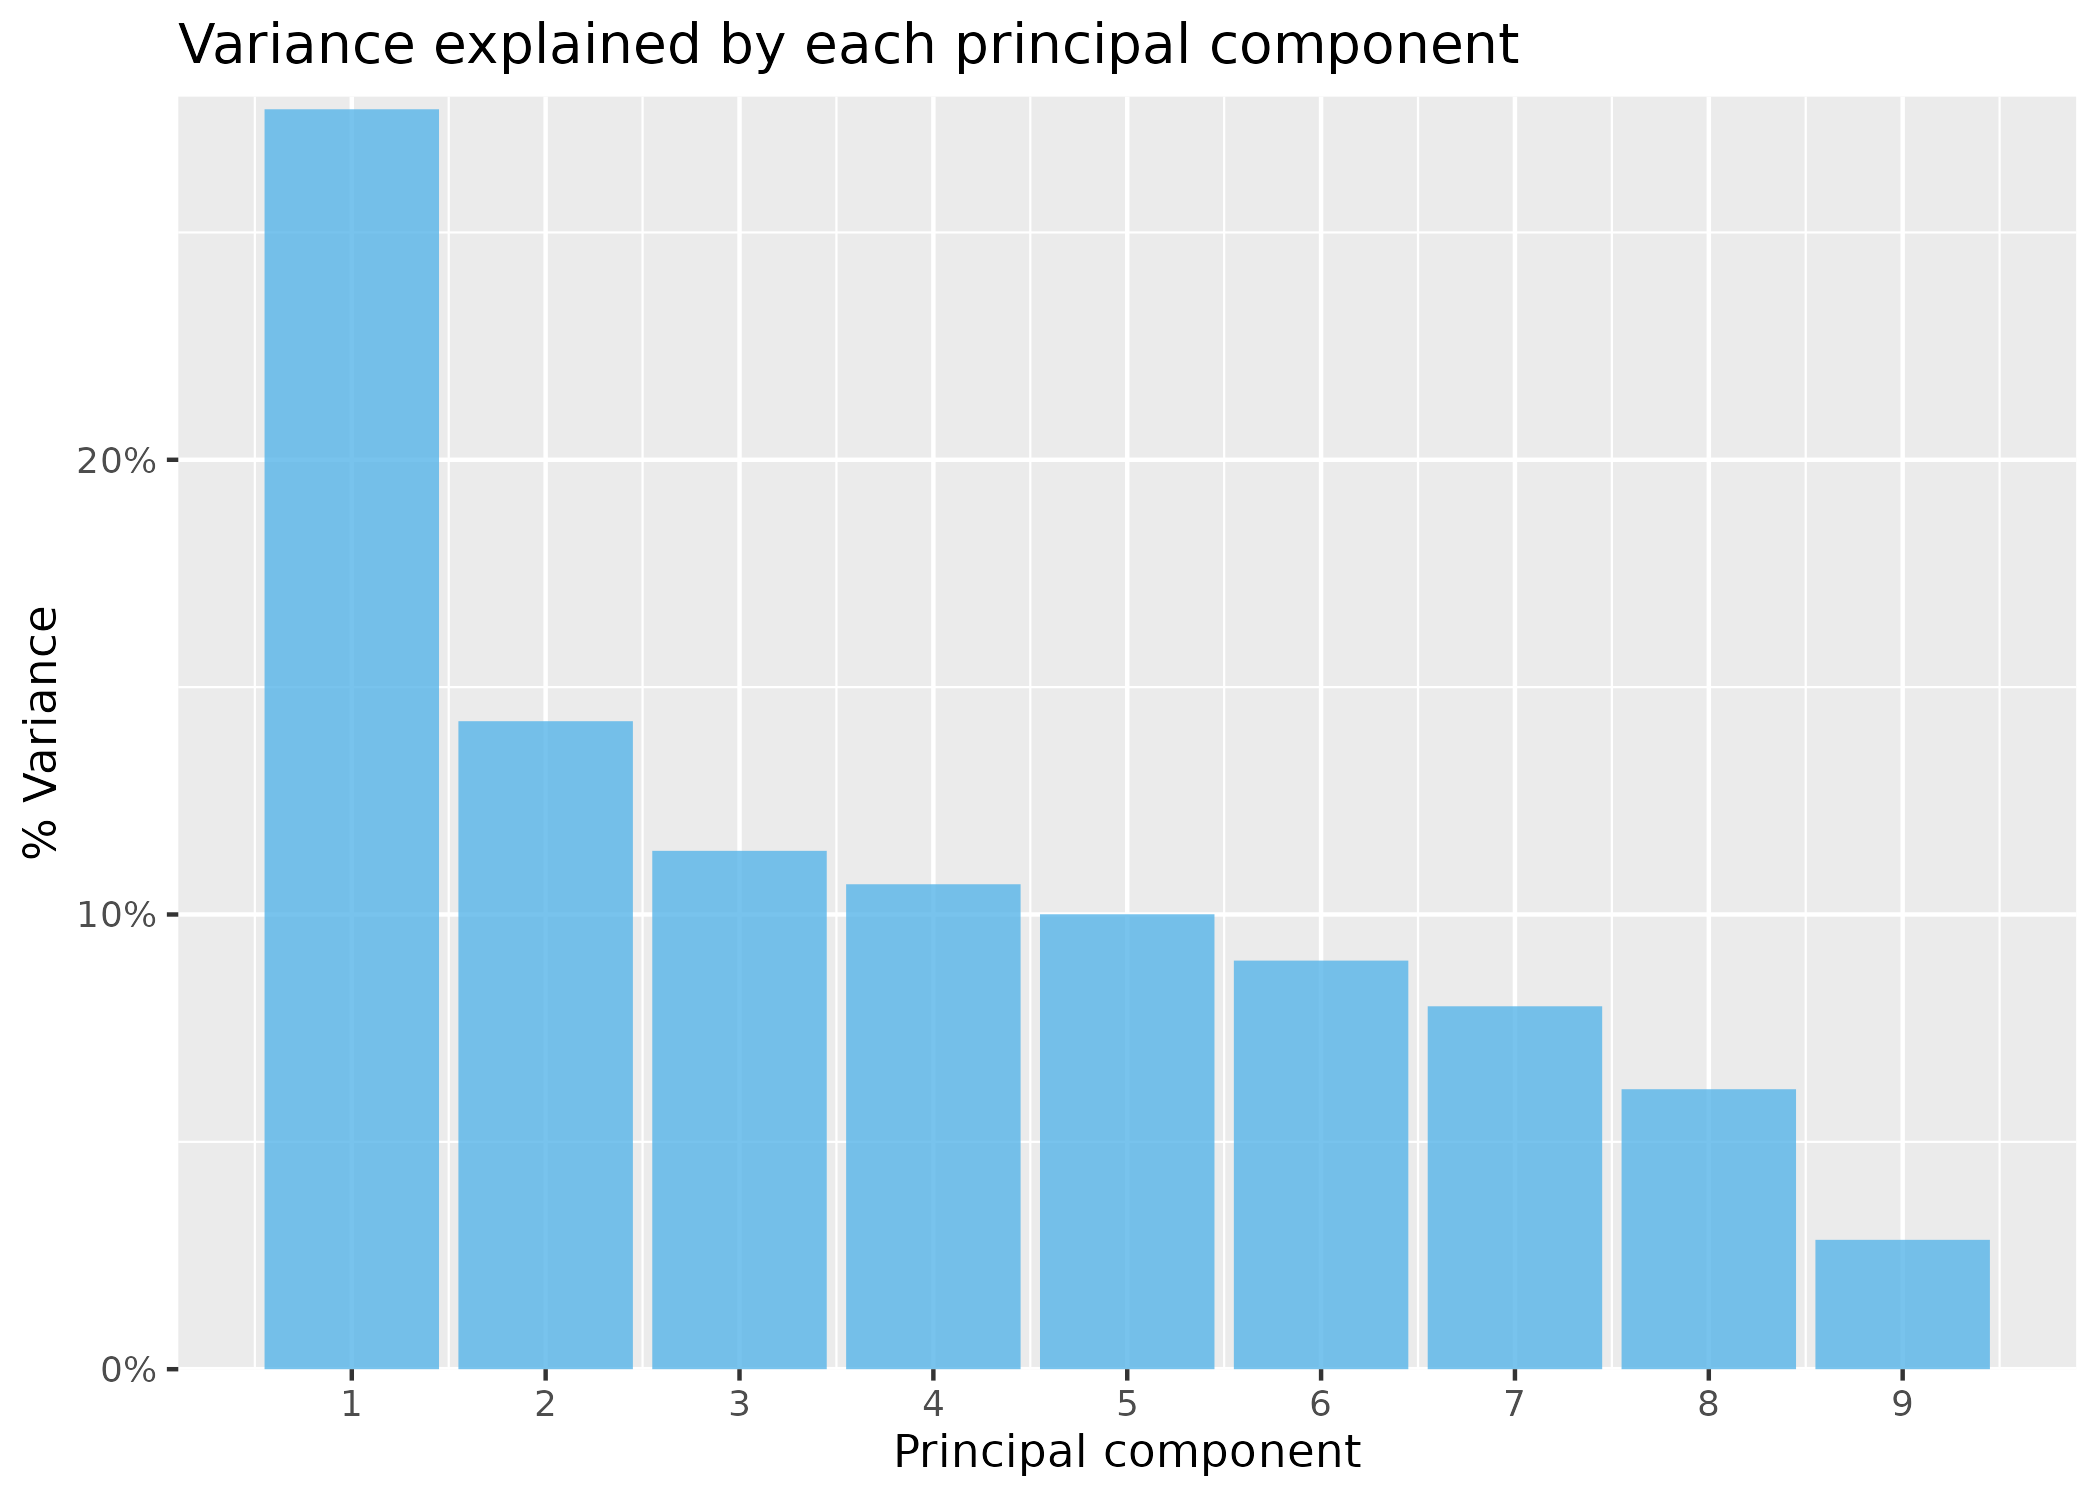 Variance explained by each principal component
% Variance
20%
10%
0%
1 2 3 4 5 6 7 8 9
Principal component